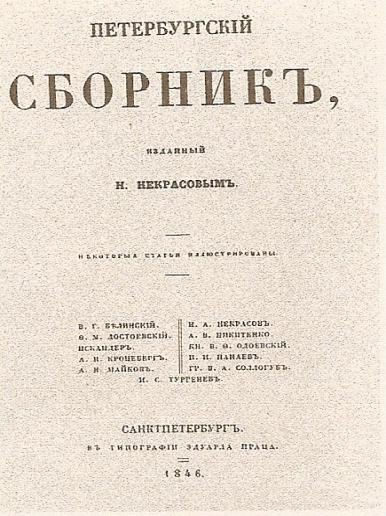 ПЕТЕРБУРГСКІЙ
СБОРНИКЪ,
ИЗДАННЫЙ
Н. НЕКРАСОВЫМЪ.
НѢКОТОРЫЯ СТАТЬИ ИЛЛЮСТРИРОВАНЫ.
В. Г. БѢЛИНСКІЙ.
Ѳ. М. ДОСТОЕВСКІЙ.
ИСКАНДЕРЪ.
А. И. КРОНЕБЕРГЪ.
А. Н. МАЙКОВЪ.
Н. А. НЕКРАСОВЪ.
А. В. НИКИТЕНКО.
КН. В. Ѳ. ОДОЕВСКІЙ.
И. И. ПАНАЕВЪ.
ГР. В. А. СОЛЛОГУБЪ.
И. С. ТУРГЕНЕВЪ.
САНКТПЕТЕРБУРГЪ.
ВЪ ТИПОГРАФІИ ЭДУАРДА ПРАЦА.
1846.